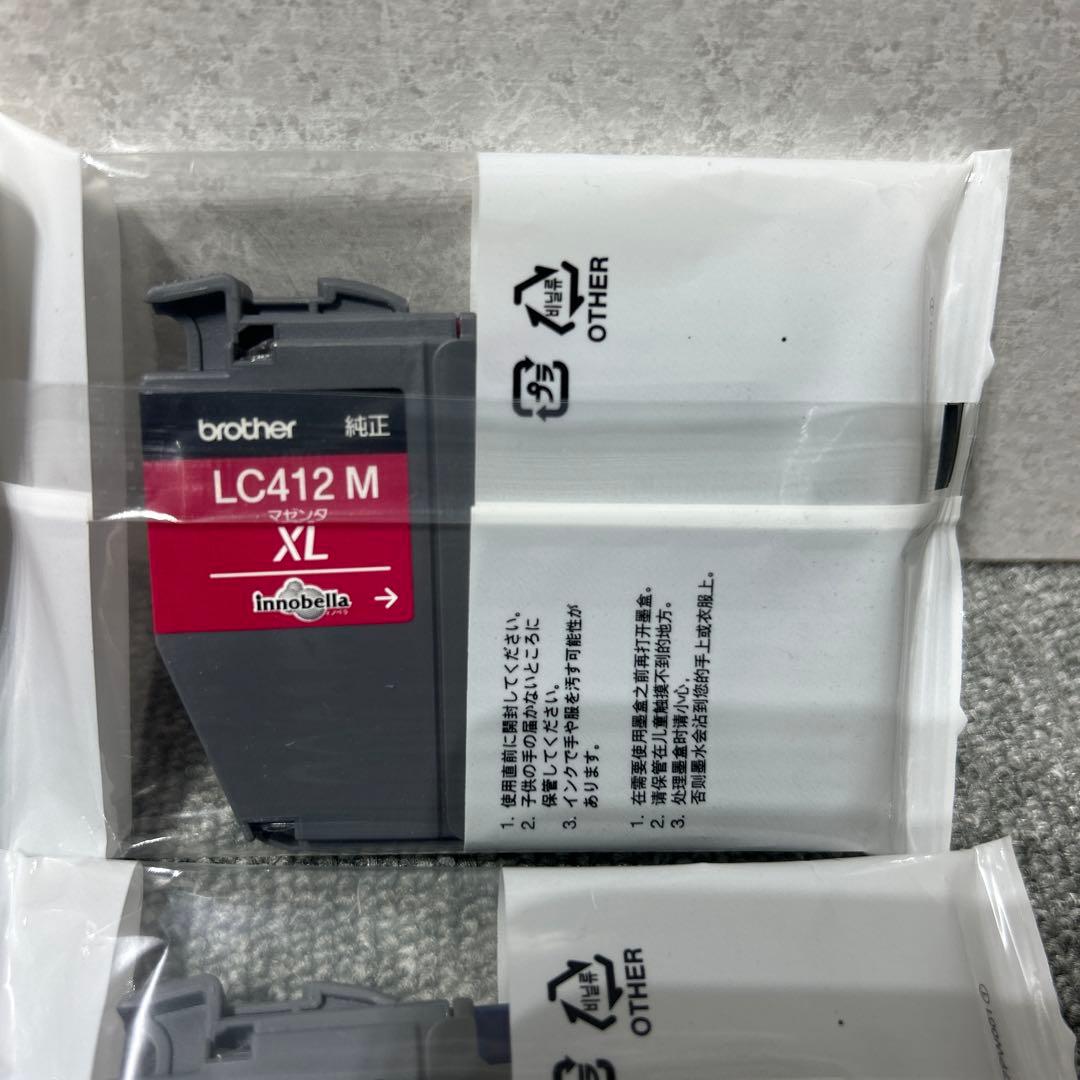 brother 純正
LC412 M
マゼンタ
XL
innobella
イノベラ
비닐류
OTHER
プラ
1. 使用直前に開封してください。
2. 子供の手の届かないところに
保管してください。
3. インクで手や服を汚す可能性が
あります。
1. 在需要使用墨盒之前再打开墨盒。
2. 请保管在儿童触摸不到的地方。
3. 处理墨盒时请小心，
否则墨水会沾到您的手上或衣服上。
비닐류
OTHER
プラ